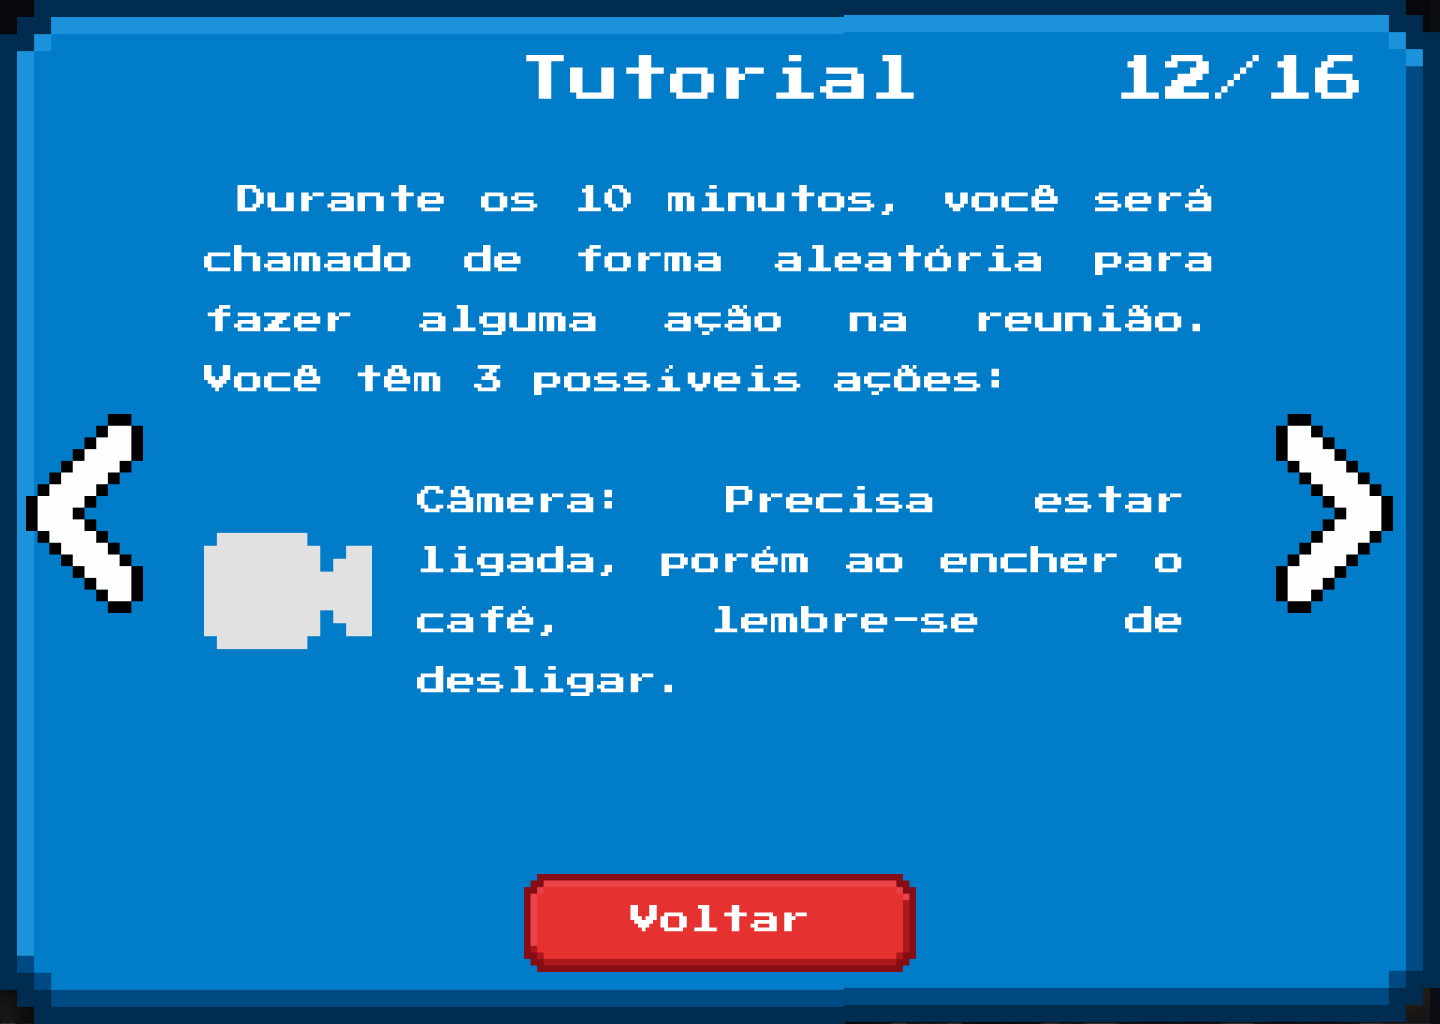 Tutorial 12/16
Durante os 10 minutos, você será
chamado de forma aleatória para
fazer alguma ação na reunião.
Você têm 3 possíveis ações:
Câmera: Precisa estar
ligada, porém ao encher o
café, lembre-se de
desligar.
Voltar